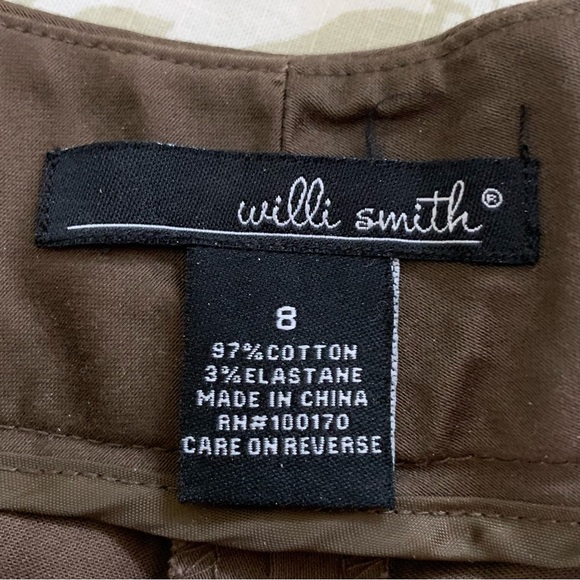 willi smith®
8
97%COTTON
3%ELASTANE
MADE IN CHINA
RN#100170
CARE ON REVERSE